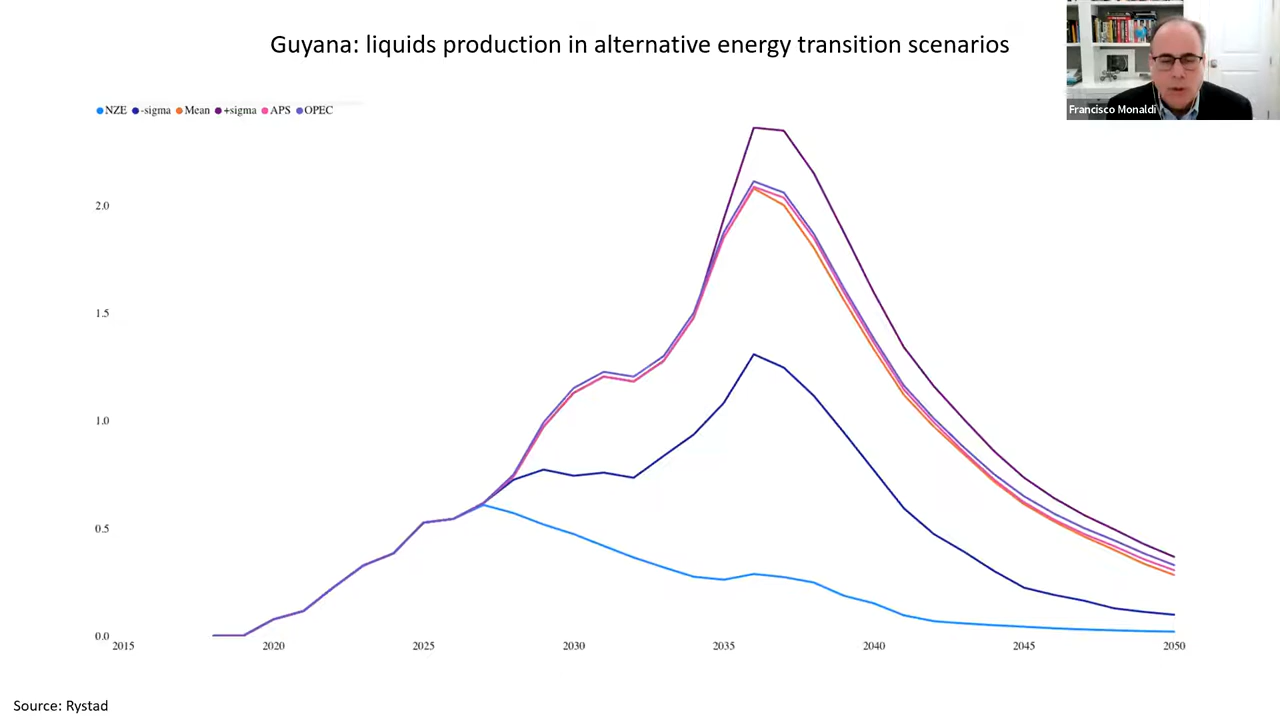 Guyana: liquids production in alternative energy transition scenarios
Francisco Monaldi
NZE -sigma Mean +sigma APS OPEC
2.0
1.5
1.0
0.5
0.0
2015 2020 2025 2030 2035 2040 2045 2050
Source: Rystad